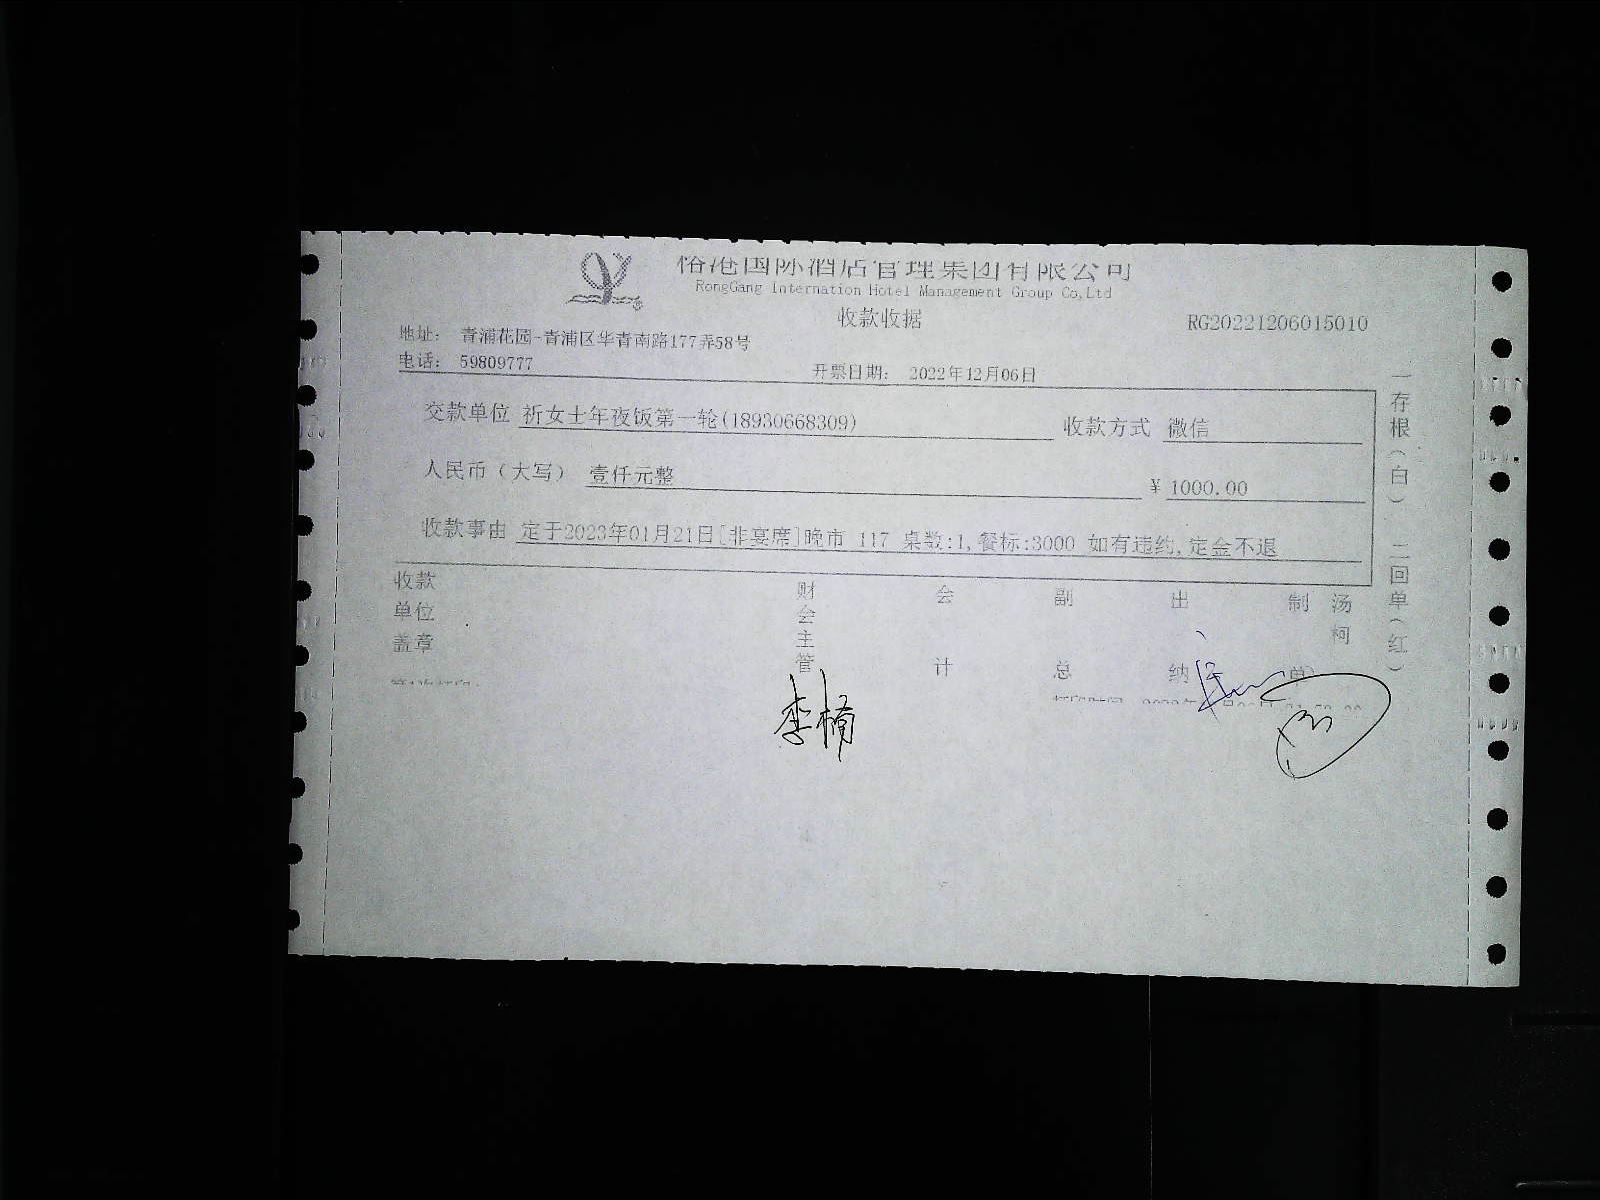 国际酒店管理集团有限公司
RongGang Internation Hotel Management Group Co,Ltd
收款收据
RG20221206015010
地址: 青浦花园-青浦区华青南路177弄58号
电话: 59809777
开票日期: 2022年12月06日
交款单位 祈女士年夜饭第一轮(18930668309)
收款方式 微信
人民币(大写) 壹仟元整
¥ 1000.00
收款事由 定于2023年01月21日[非宴席]晚市 117 桌数:1,餐标:3000 如有违约,定金不退
一存根(白) 二回单(红)
收款单位盖章
财会主管
会计
副总
出纳
制单
汤柯
李楠